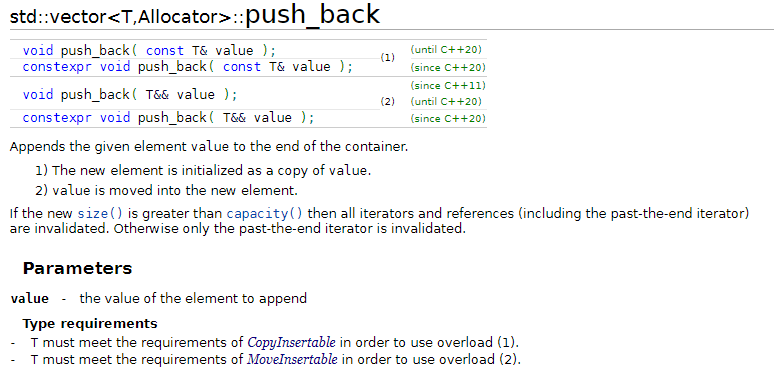 std::vector<T,Allocator>::push_back
void push_back( const T& value );
(1)
(until C++20)
constexpr void push_back( const T& value );
(since C++20)
void push_back( T&& value );
(2)
(since C++11)
(until C++20)
constexpr void push_back( T&& value );
(since C++20)
Appends the given element value to the end of the container.
1) The new element is initialized as a copy of value.
2) value is moved into the new element.
If the new size() is greater than capacity() then all iterators and references (including the past-the-end iterator)
are invalidated. Otherwise only the past-the-end iterator is invalidated.
Parameters
value - the value of the element to append
Type requirements
- T must meet the requirements of CopyInsertable in order to use overload (1).
- T must meet the requirements of MoveInsertable in order to use overload (2).